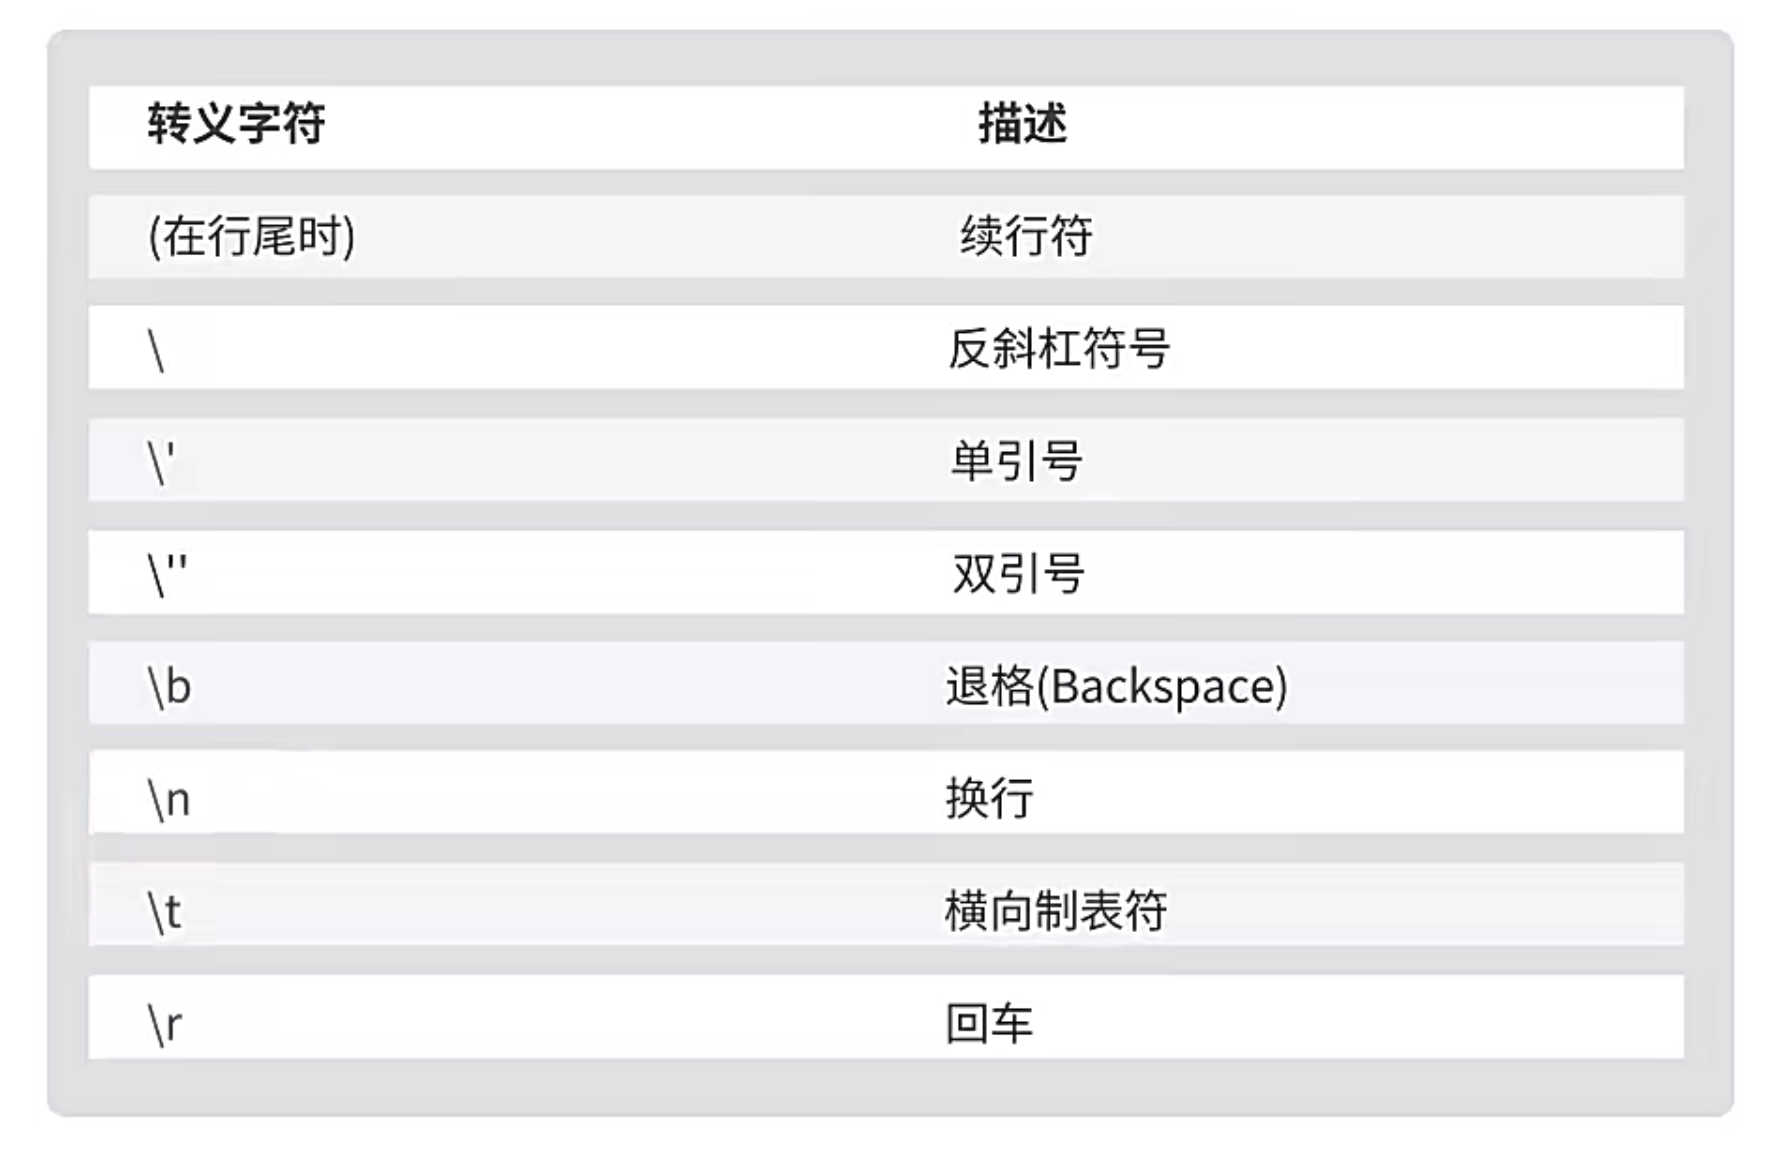 转义字符 描述
(在行尾时) 续行符
\ 反斜杠符号
\' 单引号
\'' 双引号
\b 退格(Backspace)
\n 换行
\t 横向制表符
\r 回车